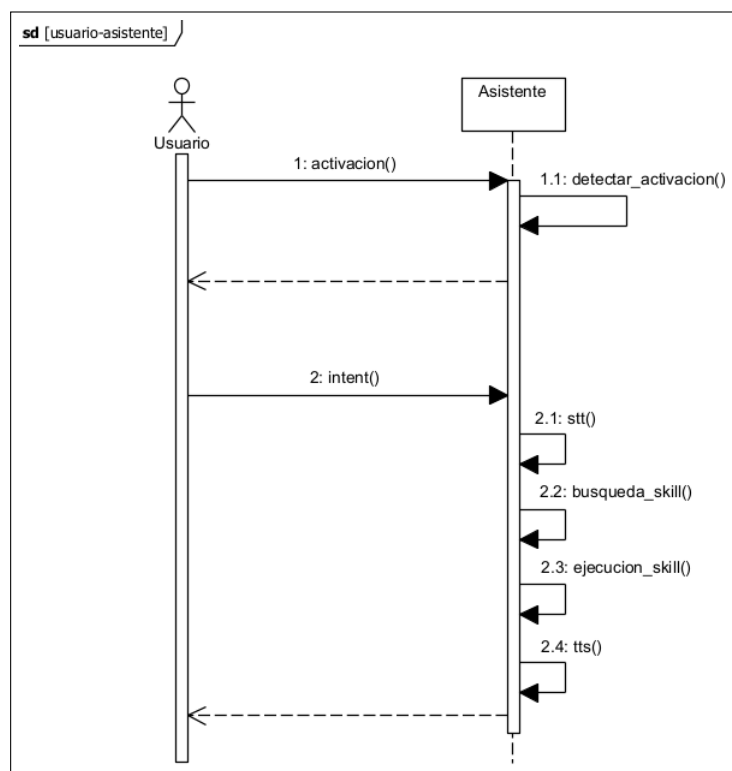 sd [usuario-asistente]
Asistente
Usuario
1: activacion()
1.1: detectar_activacion()
2: intent()
2.1: stt()
2.2: busqueda_skill()
2.3: ejecución_skill()
2.4: tts()